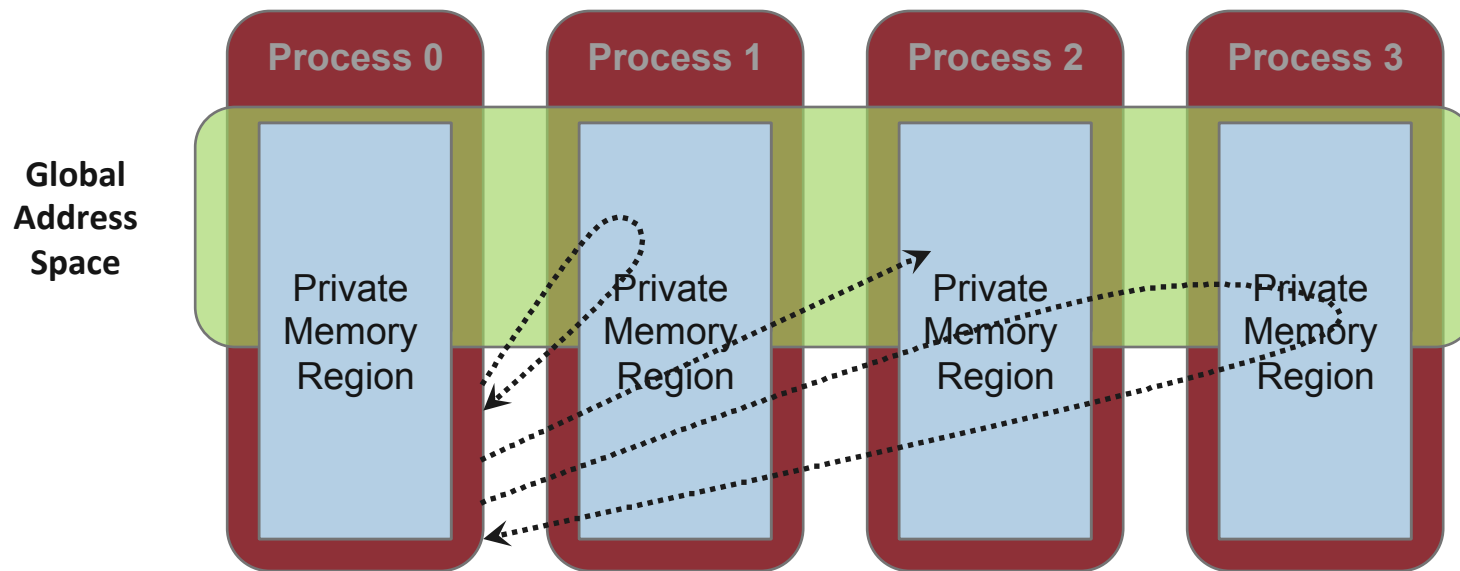 Process 0
Process 1
Process 2
Process 3
Global
Address
Space
Private
Memory
Region
Private
Memory
Region
Private
Memory
Region
Private
Memory
Region